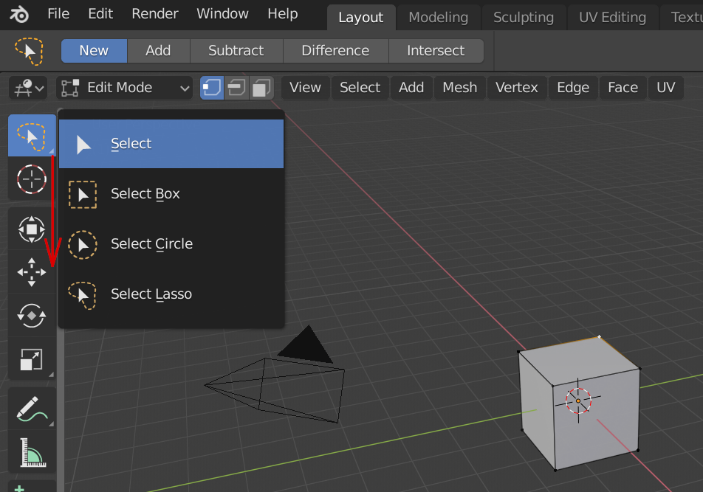 File Edit Render Window Help Layout Modeling Sculpting UV Editing
New Add Subtract Difference Intersect
Edit Mode View Select Add Mesh Vertex Edge Face UV
Select
Select Box
Select Circle
Select Lasso